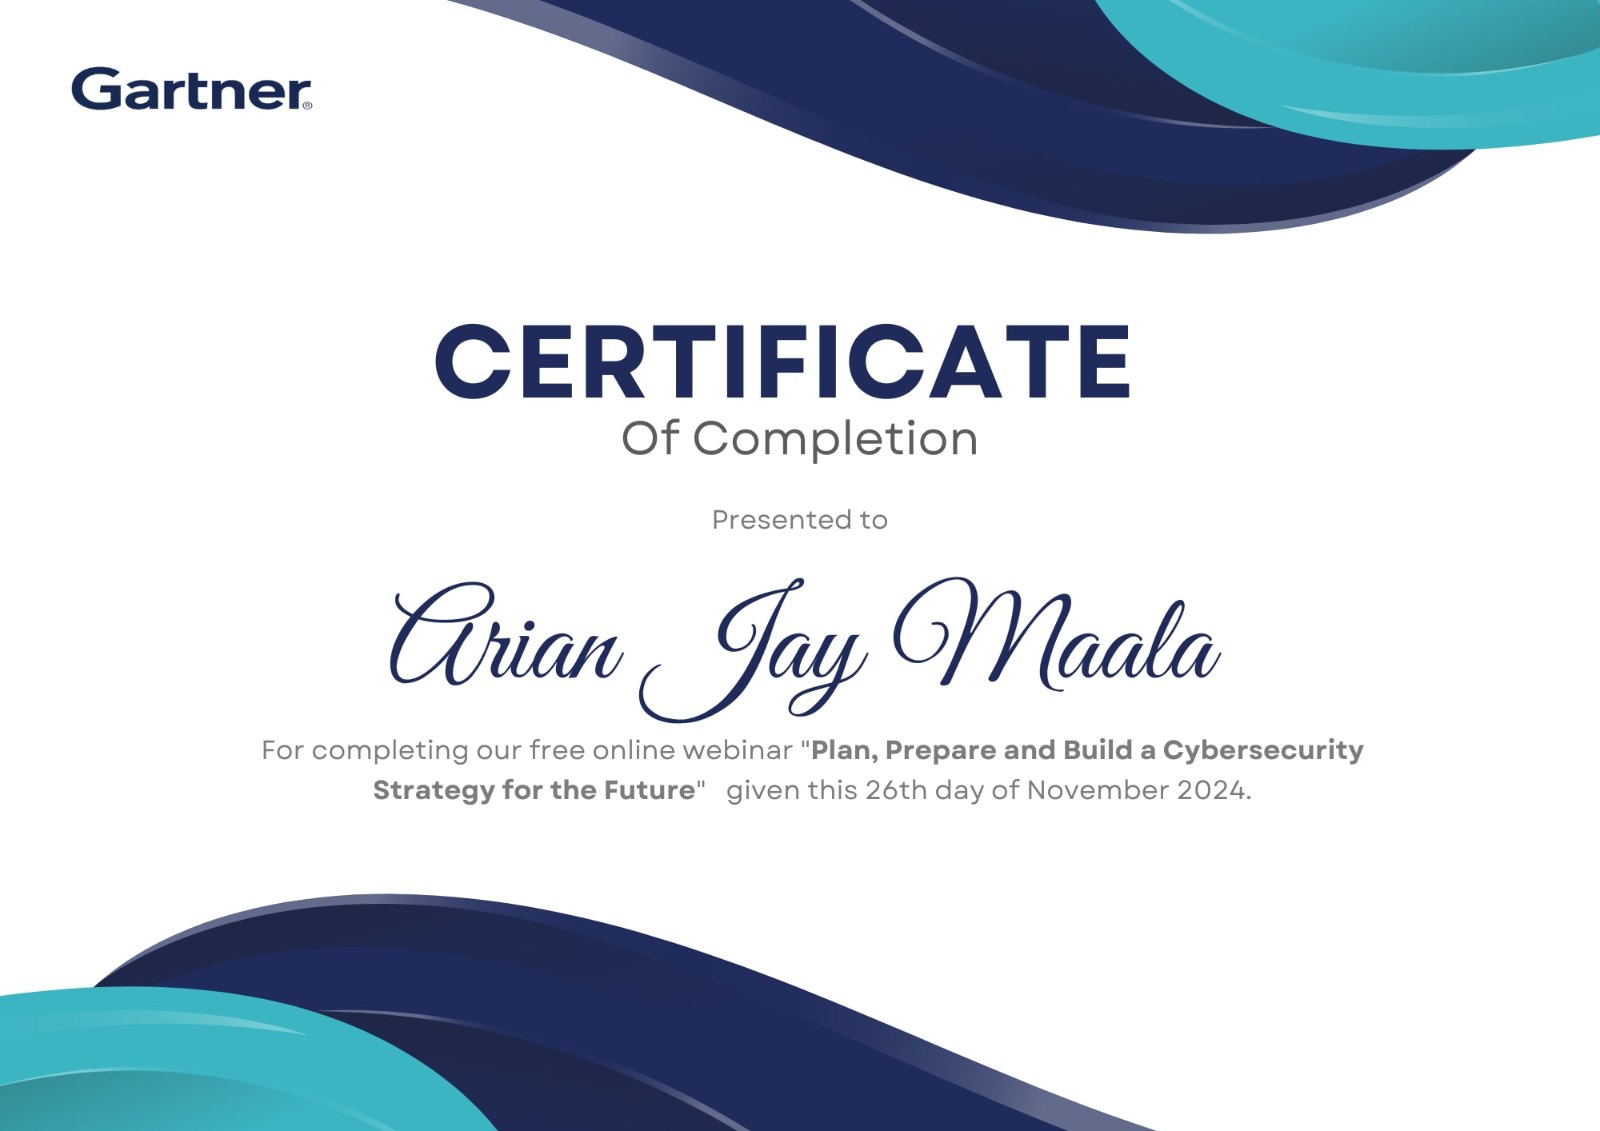 Gartner®
CERTIFICATE
Of Completion
Presented to
Arian Jay Maala
For completing our free online webinar "Plan, Prepare and Build a Cybersecurity
Strategy for the Future" given this 26th day of November 2024.